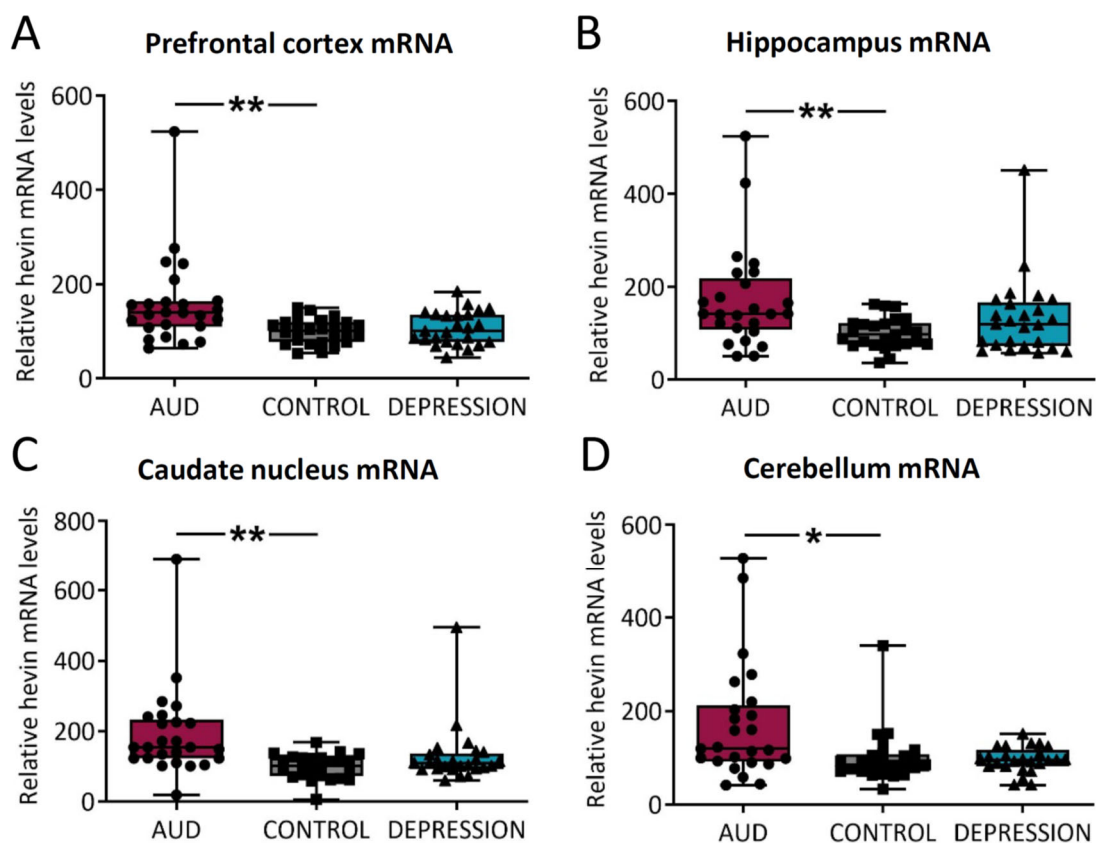 A
Prefrontal cortex mRNA
Relative hevin mRNA levels
600
400
200
0
**
AUD
CONTROL
DEPRESSION
B
Hippocampus mRNA
Relative hevin mRNA levels
600
400
200
0
**
AUD
CONTROL
DEPRESSION
C
Caudate nucleus mRNA
Relative hevin mRNA levels
800
600
400
200
0
**
AUD
CONTROL
DEPRESSION
D
Cerebellum mRNA
Relative hevin mRNA levels
600
400
200
0
*
AUD
CONTROL
DEPRESSION